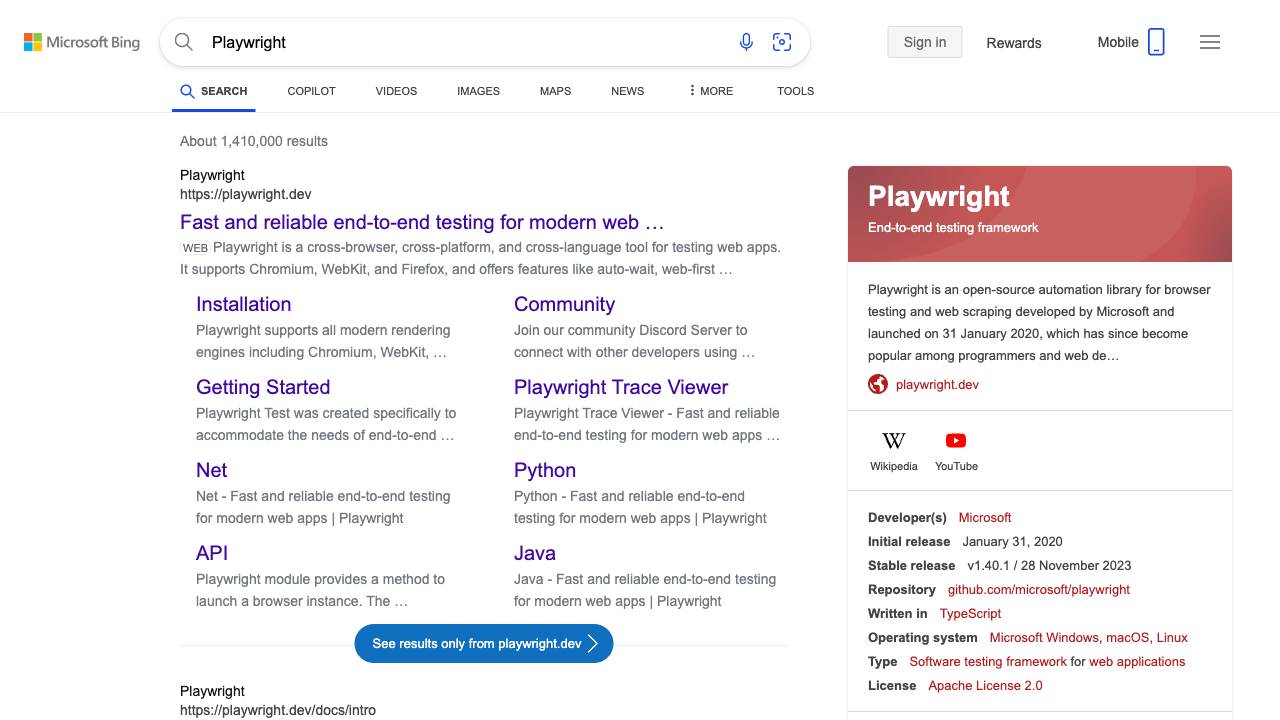 Microsoft Bing
Playwright
Sign in
Rewards
Mobile
SEARCH
COPILOT
VIDEOS
IMAGES
MAPS
NEWS
MORE
TOOLS
About 1,410,000 results
Playwright
https://playwright.dev
Fast and reliable end-to-end testing for modern web …
WEB Playwright is a cross-browser, cross-platform, and cross-language tool for testing web apps.
It supports Chromium, WebKit, and Firefox, and offers features like auto-wait, web-first …
Installation
Playwright supports all modern rendering
engines including Chromium, WebKit, …
Community
Join our community Discord Server to
connect with other developers using …
Getting Started
Playwright Test was created specifically to
accommodate the needs of end-to-end …
Playwright Trace Viewer
Playwright Trace Viewer - Fast and reliable
end-to-end testing for modern web apps …
Net
Net - Fast and reliable end-to-end testing
for modern web apps | Playwright
Python
Python - Fast and reliable end-to-end
testing for modern web apps | Playwright
API
Playwright module provides a method to
launch a browser instance. The …
Java
Java - Fast and reliable end-to-end testing
for modern web apps | Playwright
See results only from playwright.dev
Playwright
https://playwright.dev/docs/intro
Playwright
End-to-end testing framework
Playwright is an open-source automation library for browser
testing and web scraping developed by Microsoft and
launched on 31 January 2020, which has since become
popular among programmers and web de…
playwright.dev
W
Wikipedia
YouTube
Developer(s) Microsoft
Initial release January 31, 2020
Stable release v1.40.1 / 28 November 2023
Repository github.com/microsoft/playwright
Written in TypeScript
Operating system Microsoft Windows, macOS, Linux
Type Software testing framework for web applications
License Apache License 2.0